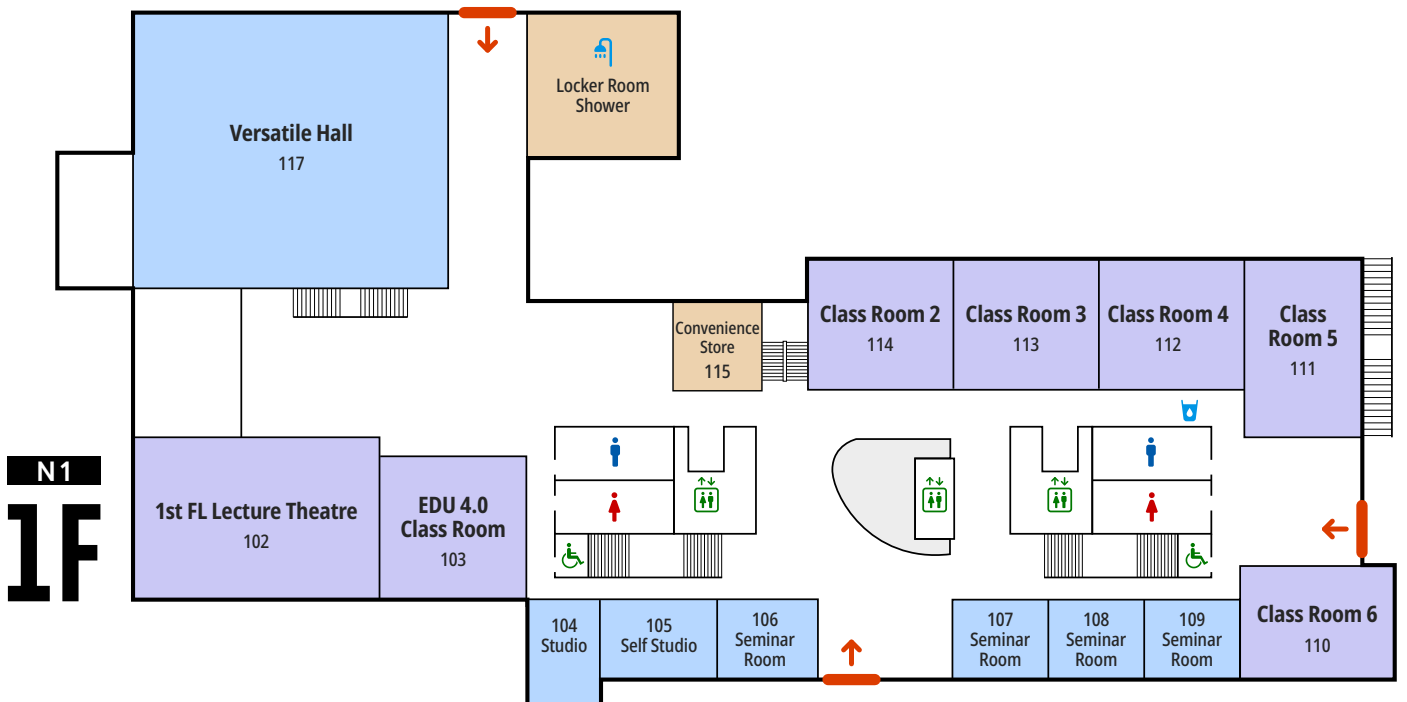 Locker Room
Shower
Versatile Hall
117
Convenience
Store
115
Class Room 2
114
Class Room 3
113
Class Room 4
112
Class
Room 5
111
N1
1F
1st FL Lecture Theatre
102
EDU 4.0
Class Room
103
104
Studio
105
Self Studio
106
Seminar
Room
107
Seminar
Room
108
Seminar
Room
109
Seminar
Room
Class Room 6
110